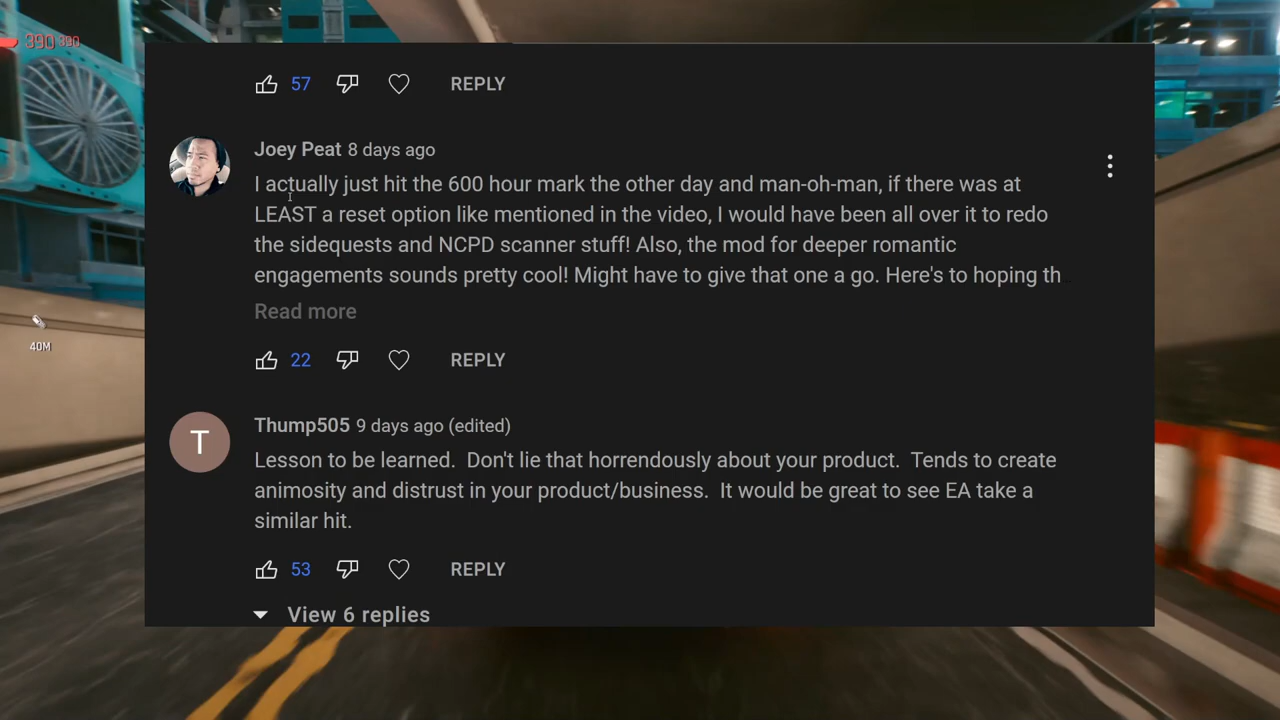 390 390
57 REPLY
Joey Peat 8 days ago
I actually just hit the 600 hour mark the other day and man-oh-man, if there was at
LEAST a reset option like mentioned in the video, I would have been all over it to redo
the sidequests and NCPD scanner stuff! Also, the mod for deeper romantic
engagements sounds pretty cool! Might have to give that one a go. Here's to hoping th
Read more
40M
22 REPLY
T
Thump505 9 days ago (edited)
Lesson to be learned.  Don't lie that horrendously about your product.  Tends to create
animosity and distrust in your product/business.  It would be great to see EA take a
similar hit.
53 REPLY
View 6 replies